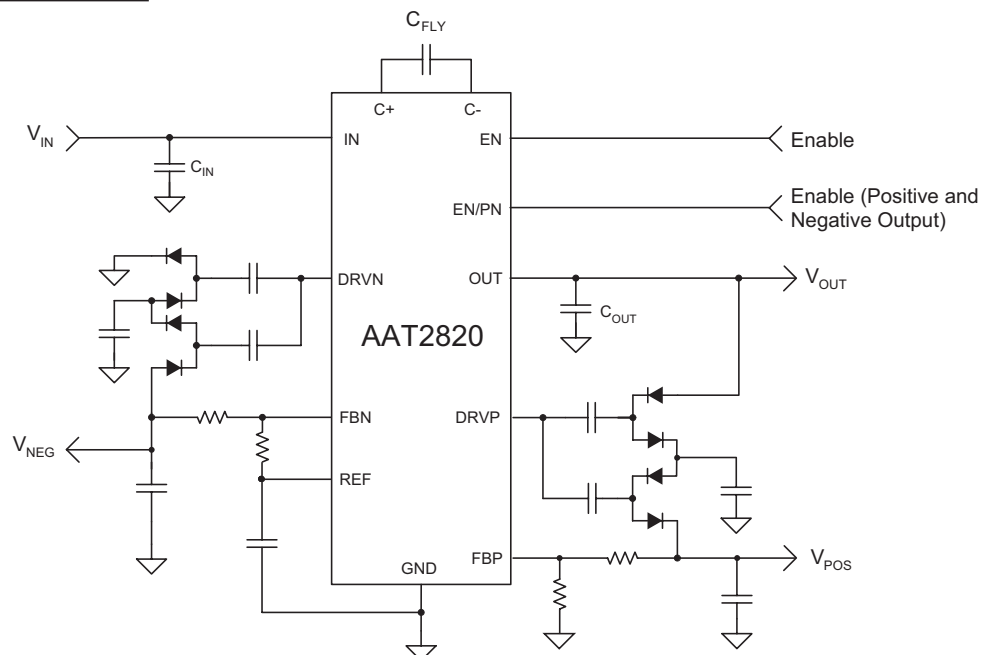 C_FLY
C+ C-
V_IN IN EN Enable
C_IN
EN/PN Enable (Positive and
Negative Output)
DRVN OUT V_OUT
C_OUT
AAT2820
FBN DRVP
V_NEG
REF
FBP V_POS
GND